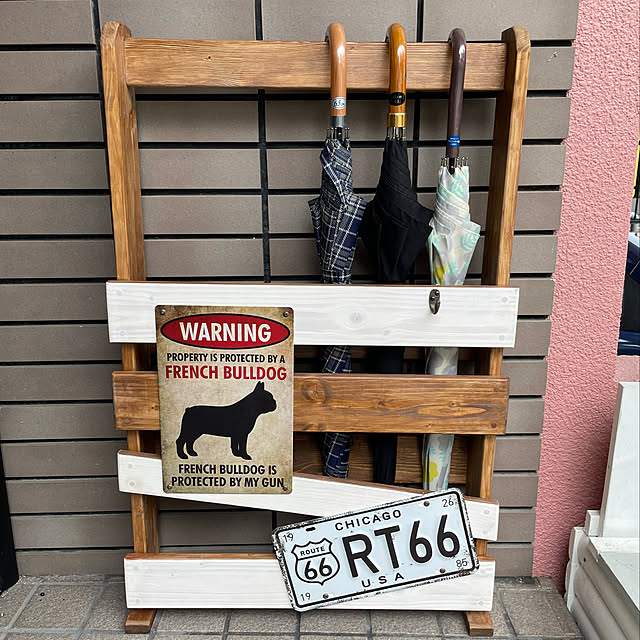 WARNING
PROPERTY IS PROTECTED BY A
FRENCH BULLDOG
FRENCH BULLDOG IS
PROTECTED BY MY GUN
CHICAGO
19 26
ROUTE
66
RT66
USA
19 85